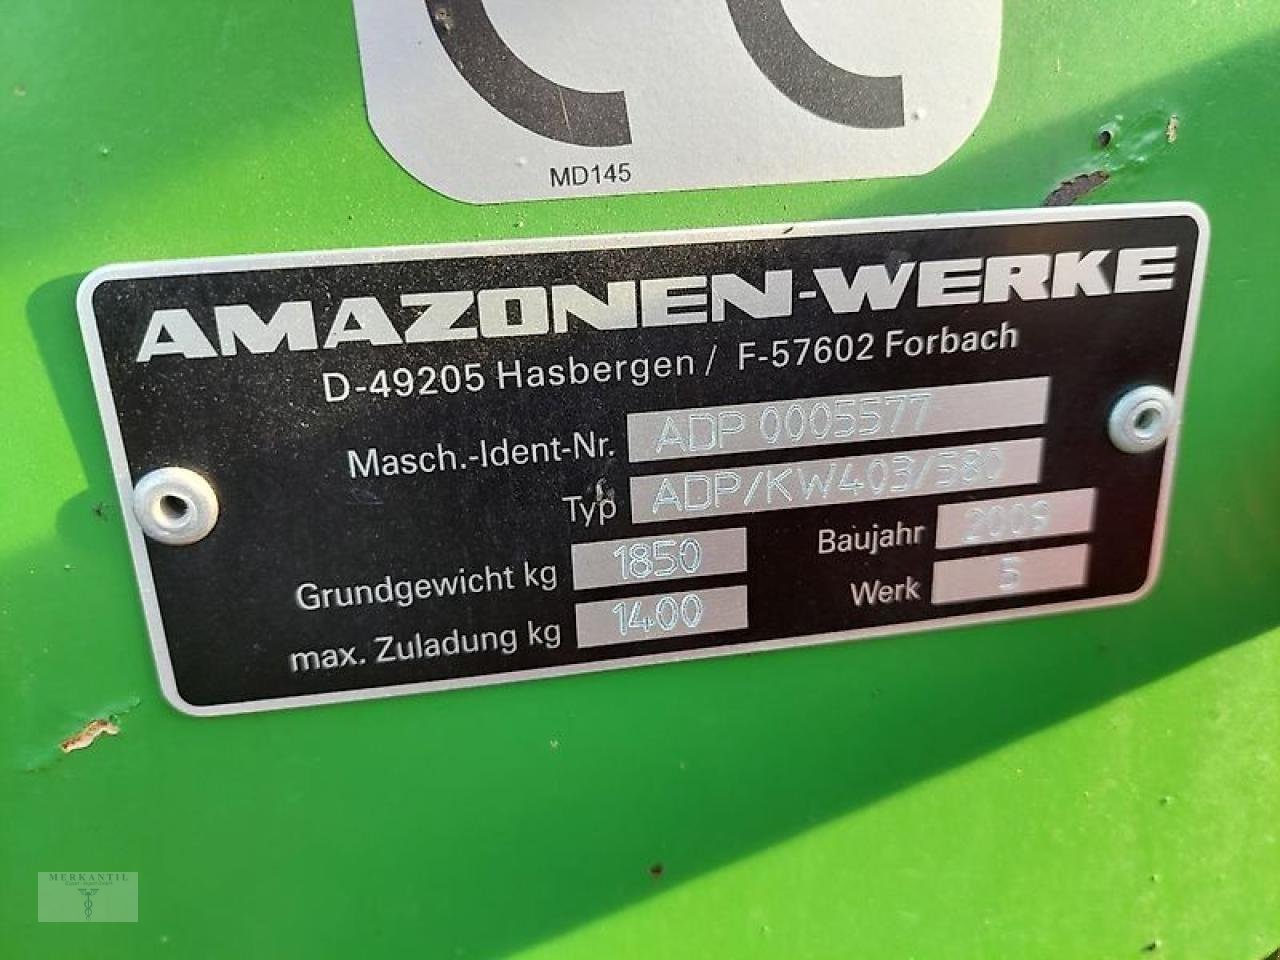 MD145
AMAZONEN-WERKE
D-49205 Hasbergen / F-57602 Forbach
Masch.-Ident-Nr. ADP 0005577
Typ ADP/KW403/580
Grundgewicht kg 1850 Baujahr 2009
max. Zuladung kg 1400 Werk 5
MERKANTIL